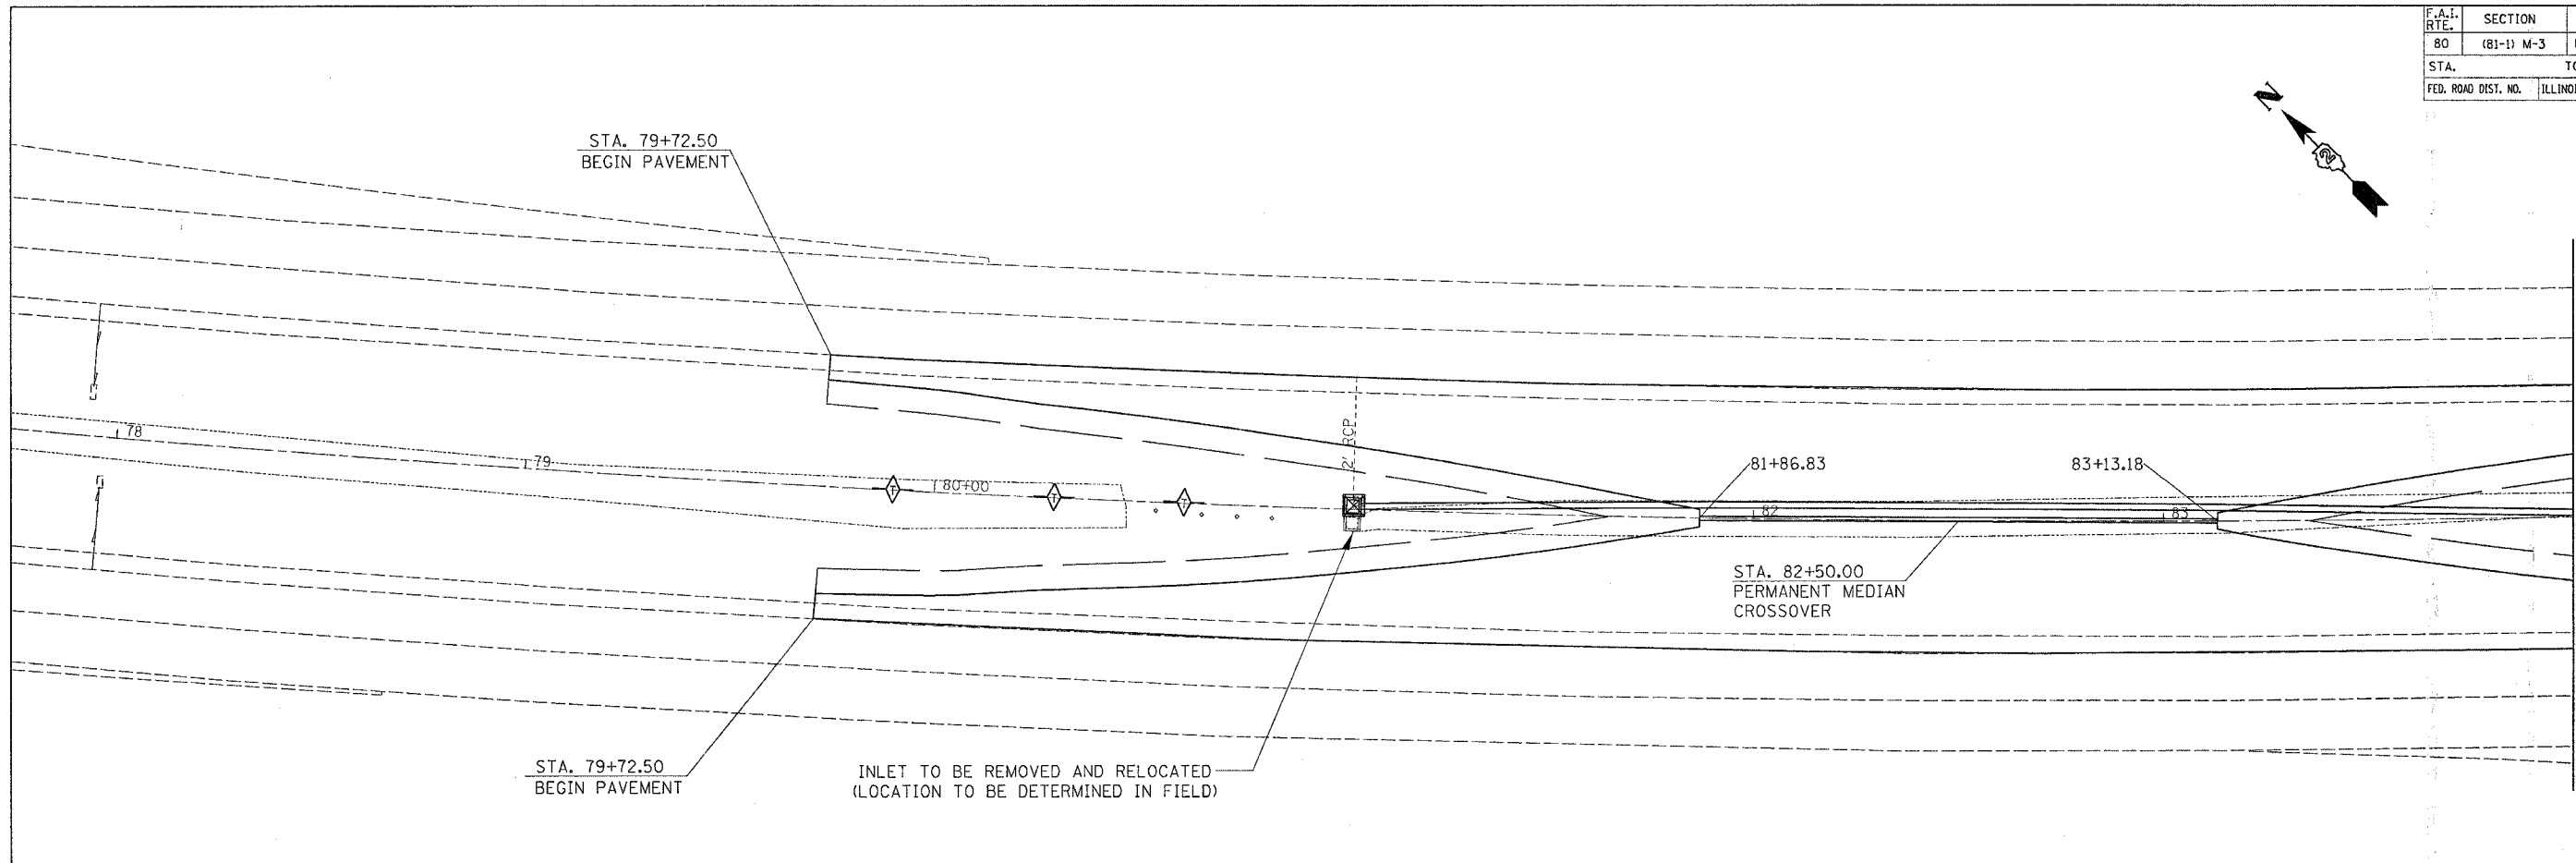 F.A.I.
RTE.
SECTION
80
(81-1) M-3
STA.
FED. ROAD DIST. NO.
N
STA. 79+72.50
BEGIN PAVEMENT
78
79
80+00
RCP
81+86.83
82
83+13.18
83
STA. 82+50.00
PERMANENT MEDIAN
CROSSOVER
STA. 79+72.50
BEGIN PAVEMENT
INLET TO BE REMOVED AND RELOCATED
(LOCATION TO BE DETERMINED IN FIELD)